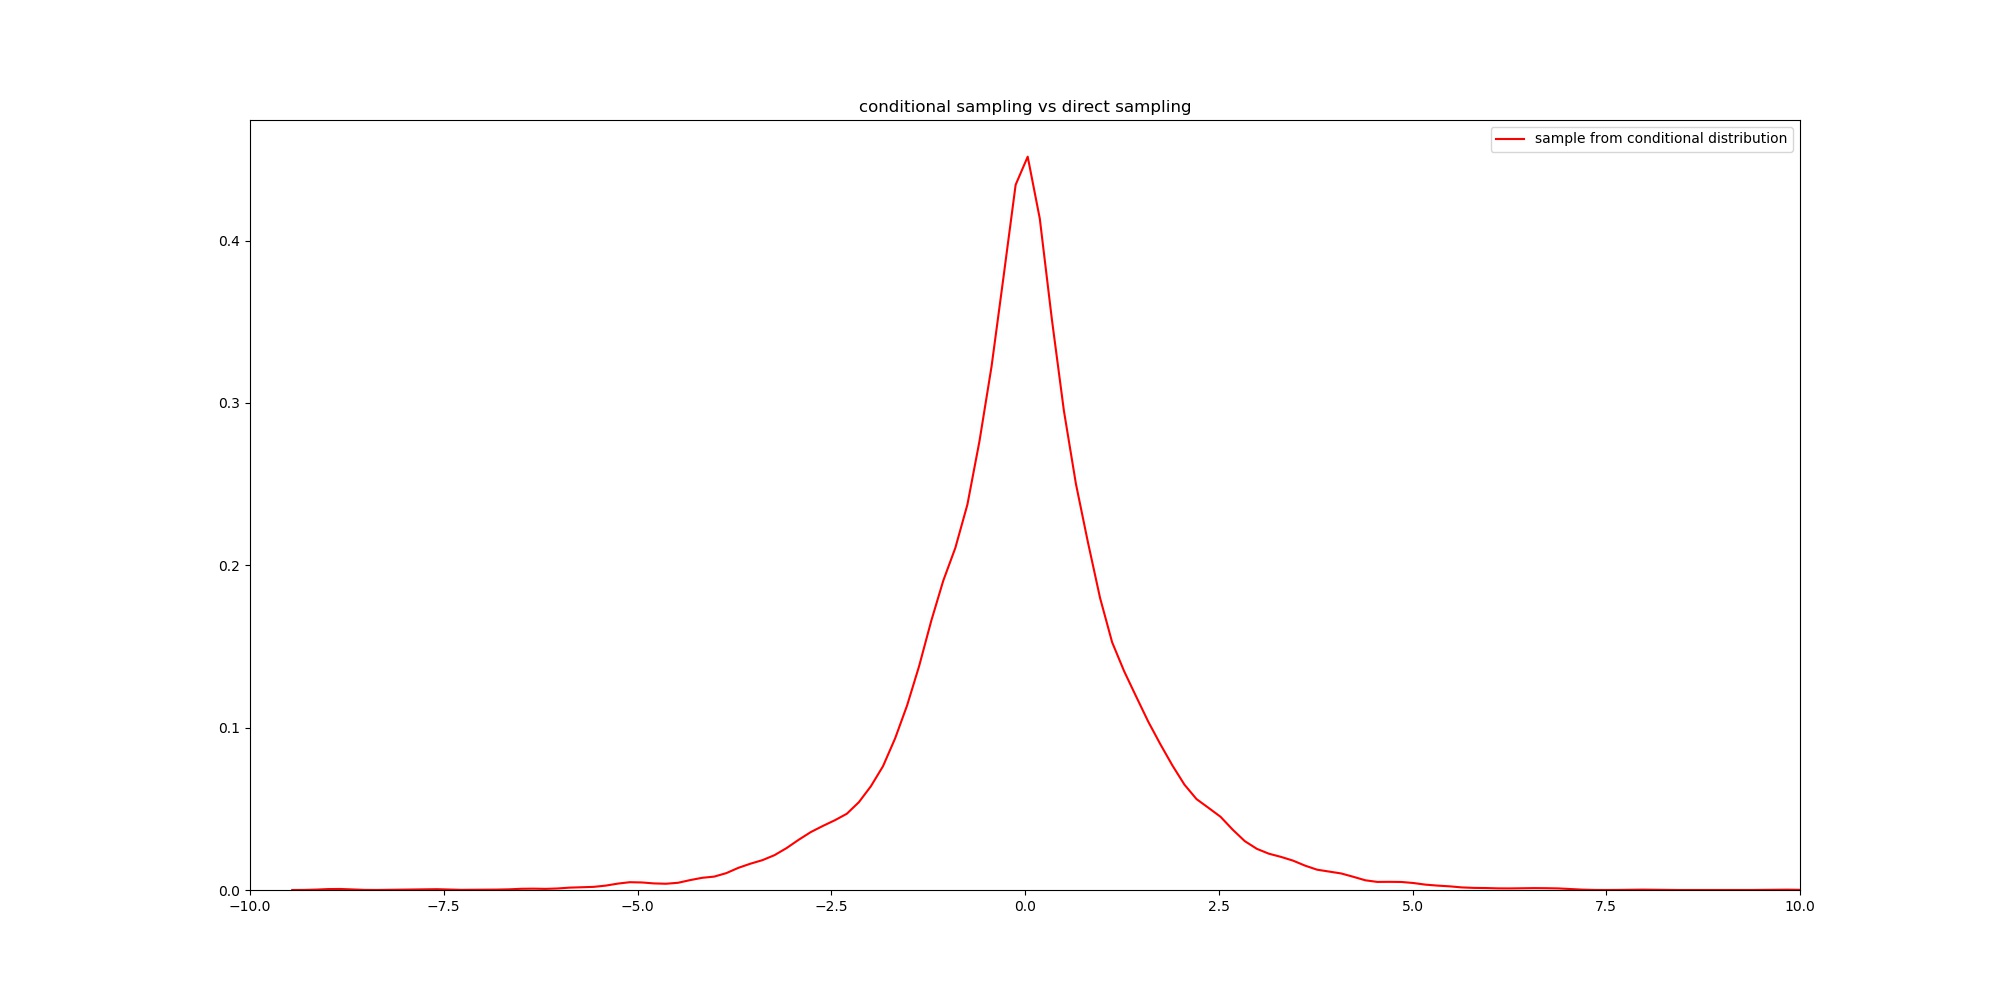 conditional sampling vs direct sampling
sample from conditional distribution
0.4
0.3
0.2
0.1
0.0
−10.0 −7.5 −5.0 −2.5 0.0 2.5 5.0 7.5 10.0